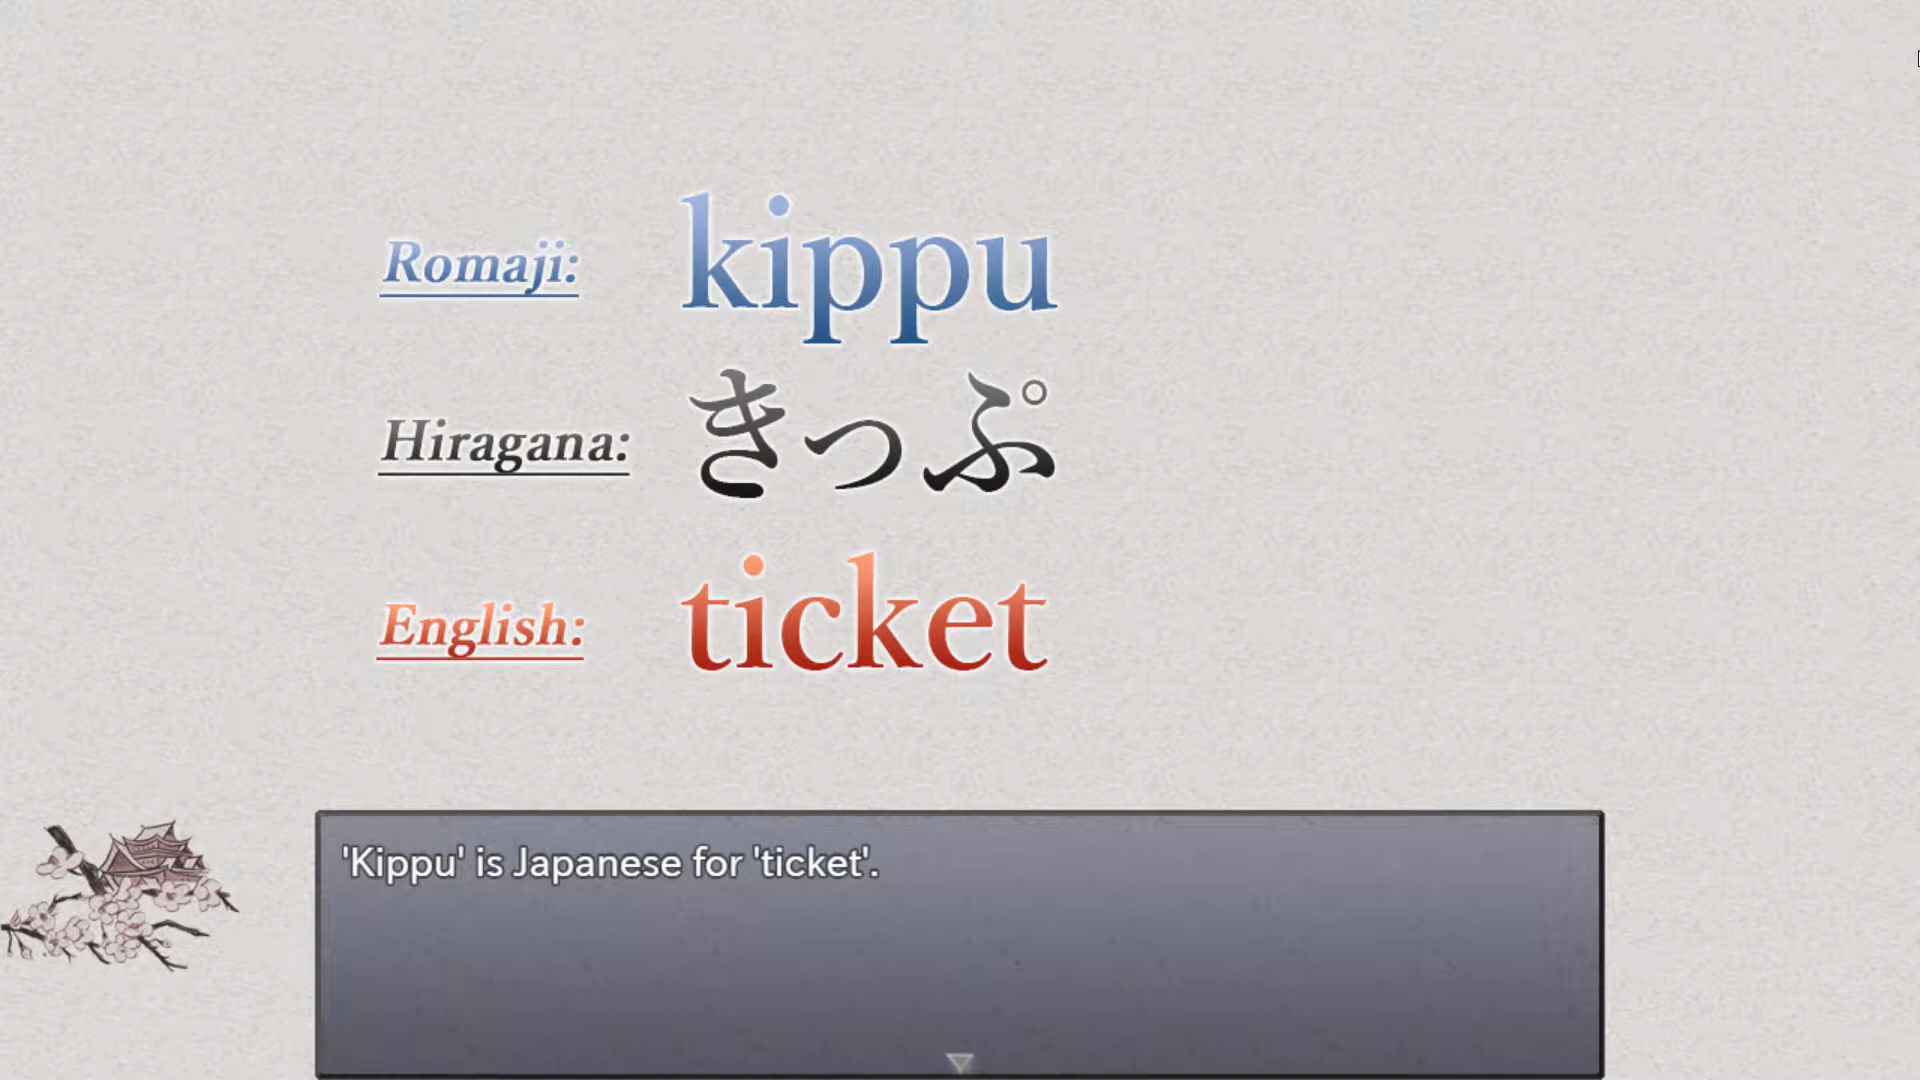 Romaji: kippu
Hiragana: きっぷ
English: ticket
'Kippu' is Japanese for 'ticket'.